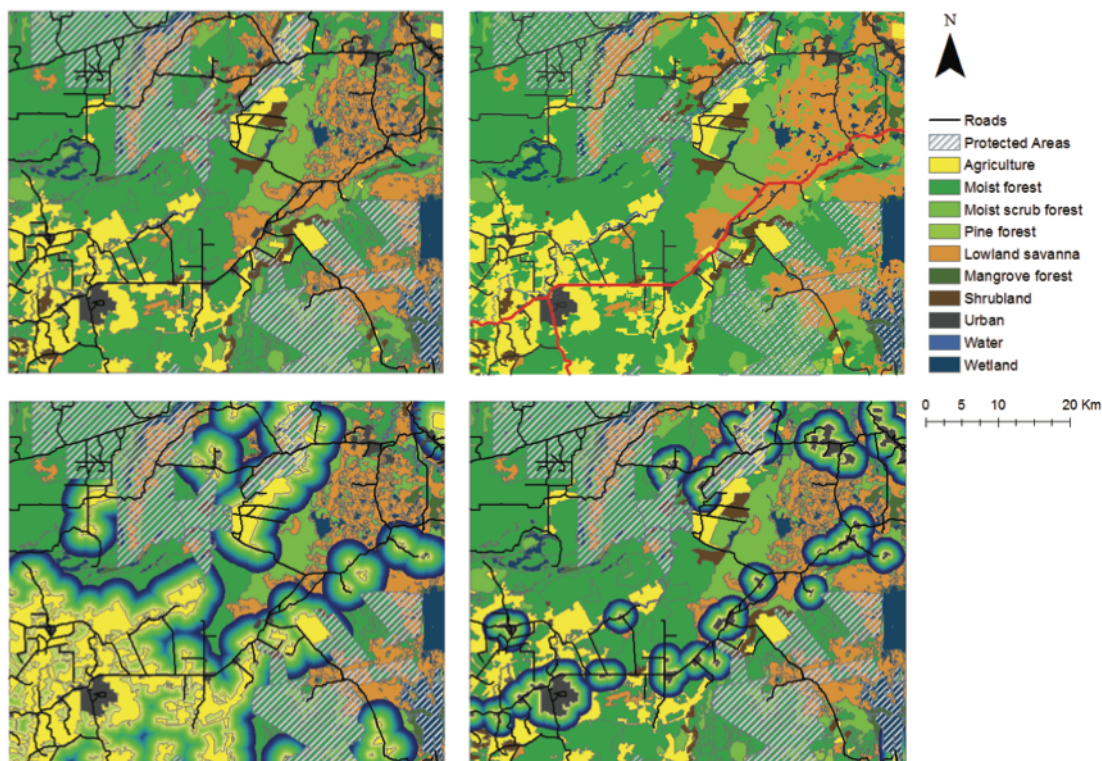 N
Roads
Protected Areas
Agriculture
Moist forest
Moist scrub forest
Pine forest
Lowland savanna
Mangrove forest
Shrubland
Urban
Water
Wetland
0 5 10 20 Km